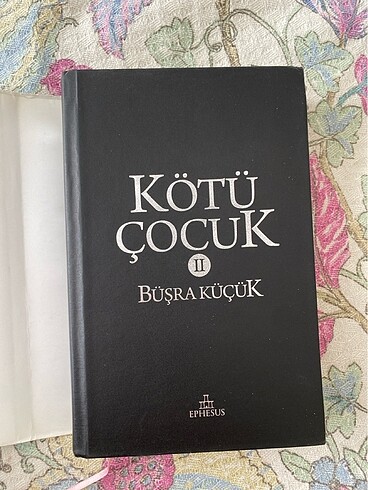 KÖTÜ
ÇOCUK
II
BÜŞRA KÜÇÜK
EPHESUS